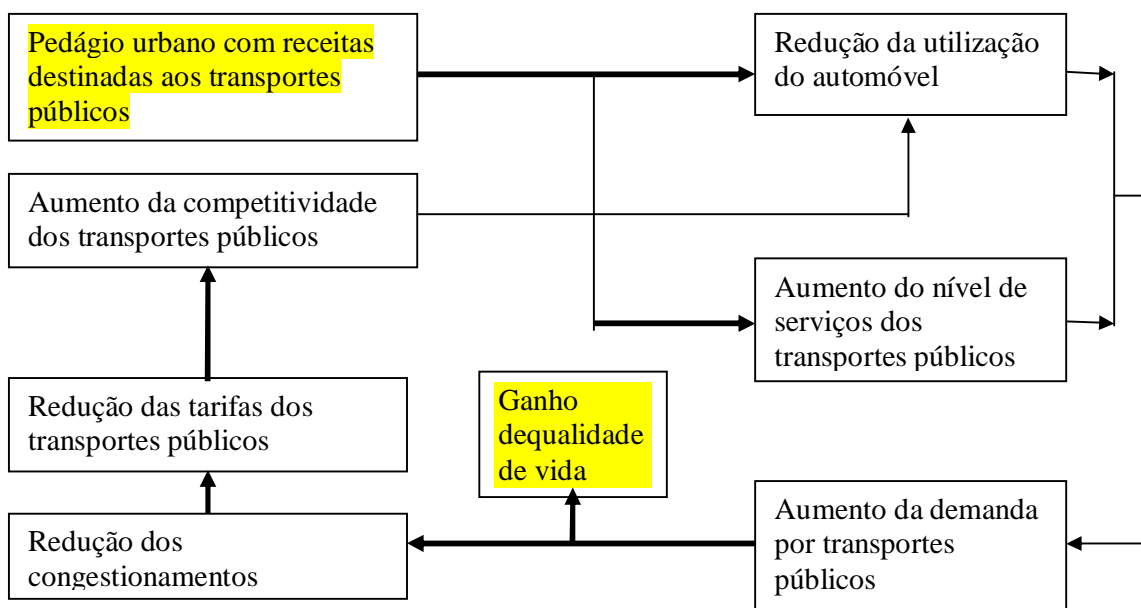 Pedágio urbano com receitas
destinadas aos transportes
públicos
Redução da utilização
do automóvel
Aumento da competitividade
dos transportes públicos
Aumento do nível de
serviços dos
transportes públicos
Redução das tarifas dos
transportes públicos
Ganho
dequalidade
de vida
Redução dos
congestionamentos
Aumento da demanda
por transportes
públicos